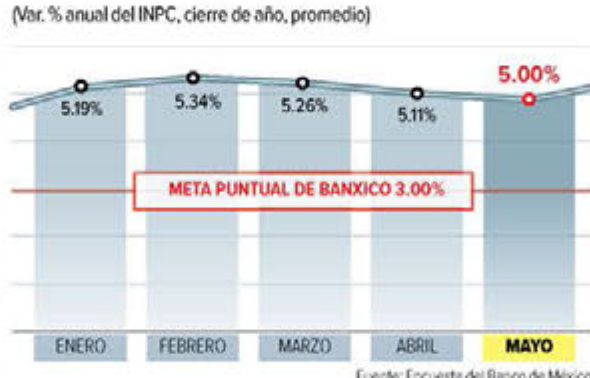 (Var. % anual del INPC, cierre de año, promedio)
5.19%
5.34%
5.26%
5.11%
5.00%
META PUNTUAL DE BANXICO 3.00%
ENERO
FEBRERO
MARZO
ABRIL
MAYO
Fuente: Encuesta del Banco de México